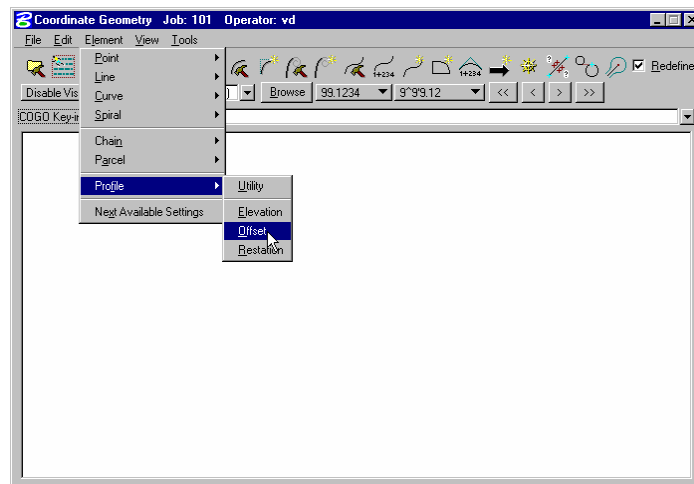 Coordinate Geometry Job: 101 Operator: vd
File Edit Element View Tools
Redefine
Disable Vis
Browse 99.1234 9^9'9.12 << < > >>
COGO Key-in
Point
Line
Curve
Spiral
Chain
Parcel
Profile
Next Available Settings
Utility
Elevation
Offset
Restation
1+234
1+234